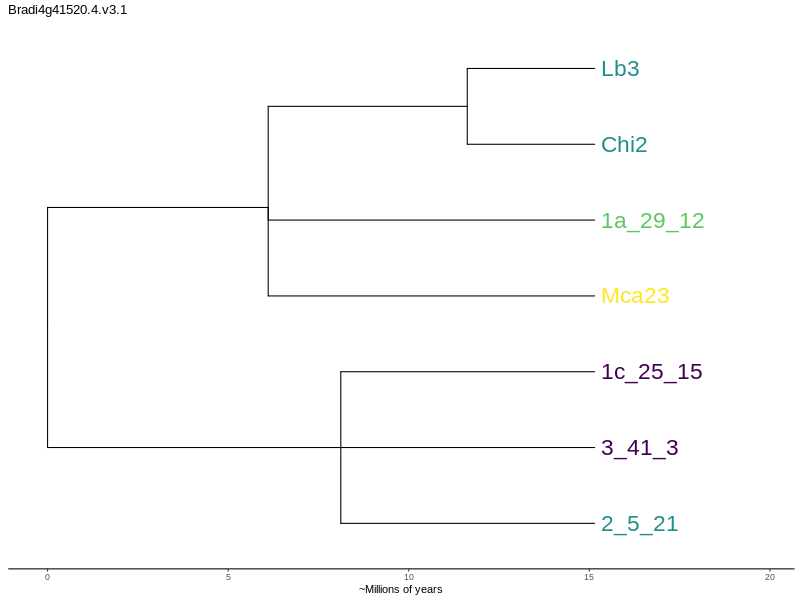 Bradi4g41520.4.v3.1
Lb3
Chi2
1a_29_12
Mca23
1c_25_15
3_41_3
2_5_21
0 5 10 15 20
~Millions of years